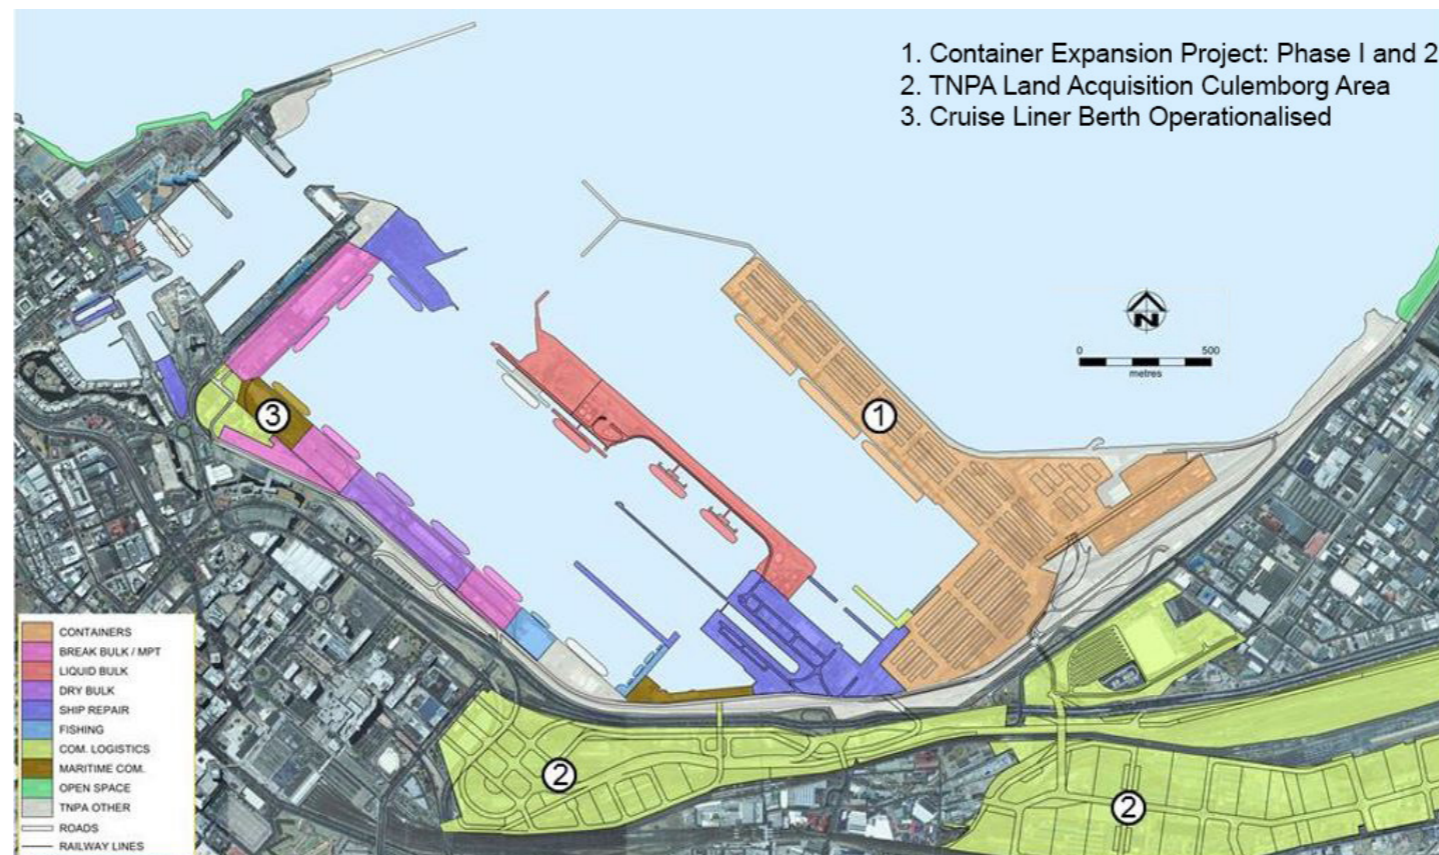 1. Container Expansion Project: Phase I and 2
2. TNPA Land Acquisition Culemborg Area
3. Cruise Liner Berth Operationalised
N
0 500
metres
1
3
2
2
CONTAINERS
BREAK BULK / MPT
LIQUID BULK
DRY BULK
SHIP REPAIR
FISHING
COM. LOGISTICS
MARITIME COM.
OPEN SPACE
TNPA OTHER
ROADS
RAILWAY LINES